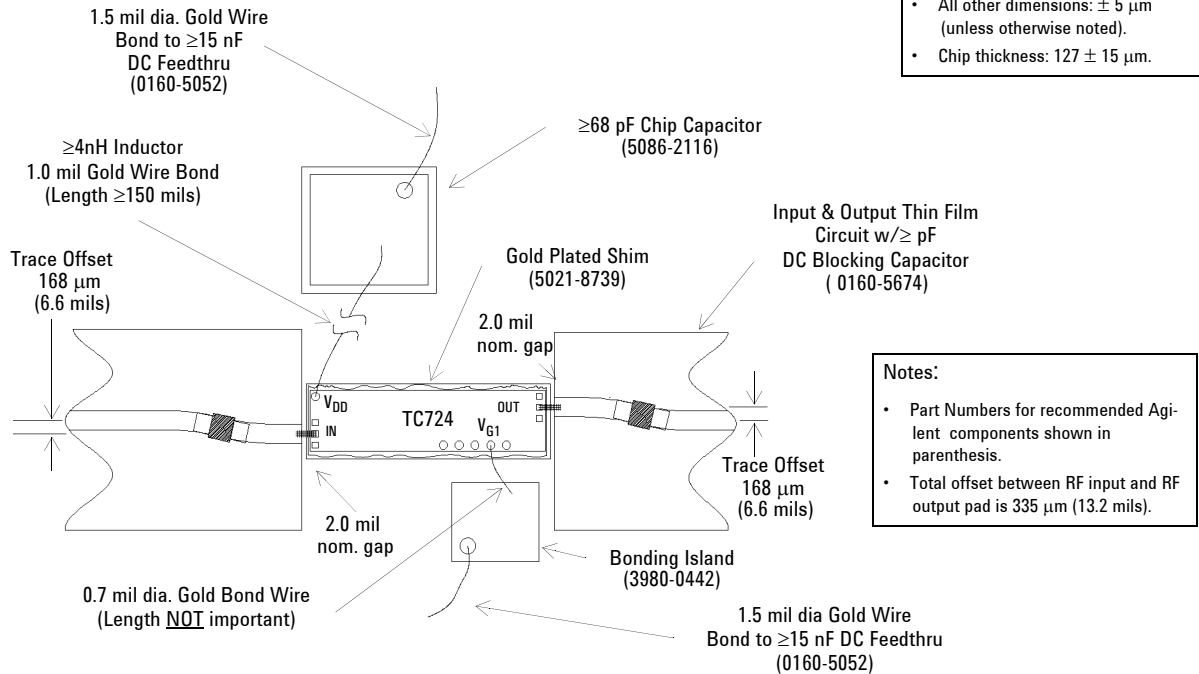 1.5 mil dia. Gold Wire
Bond to ≥15 nF
DC Feedthru
(0160-5052)
≥4nH Inductor
1.0 mil Gold Wire Bond
(Length ≥150 mils)
Trace Offset
168 µm
(6.6 mils)
≥68 pF Chip Capacitor
(5086-2116)
Gold Plated Shim
(5021-8739)
2.0 mil
nom. gap
Input & Output Thin Film
Circuit w/≥ pF
DC Blocking Capacitor
( 0160-5674)
• All other dimensions: ± 5 µm
(unless otherwise noted).
• Chip thickness: 127 ± 15 µm.
VDD
IN
TC724
OUT
VG1
Notes:
• Part Numbers for recommended Agi-
lent components shown in
parenthesis.
• Total offset between RF input and RF
output pad is 335 µm (13.2 mils).
Trace Offset
168 µm
(6.6 mils)
2.0 mil
nom. gap
0.7 mil dia. Gold Bond Wire
(Length NOT important)
Bonding Island
(3980-0442)
1.5 mil dia Gold Wire
Bond to ≥15 nF DC Feedthru
(0160-5052)